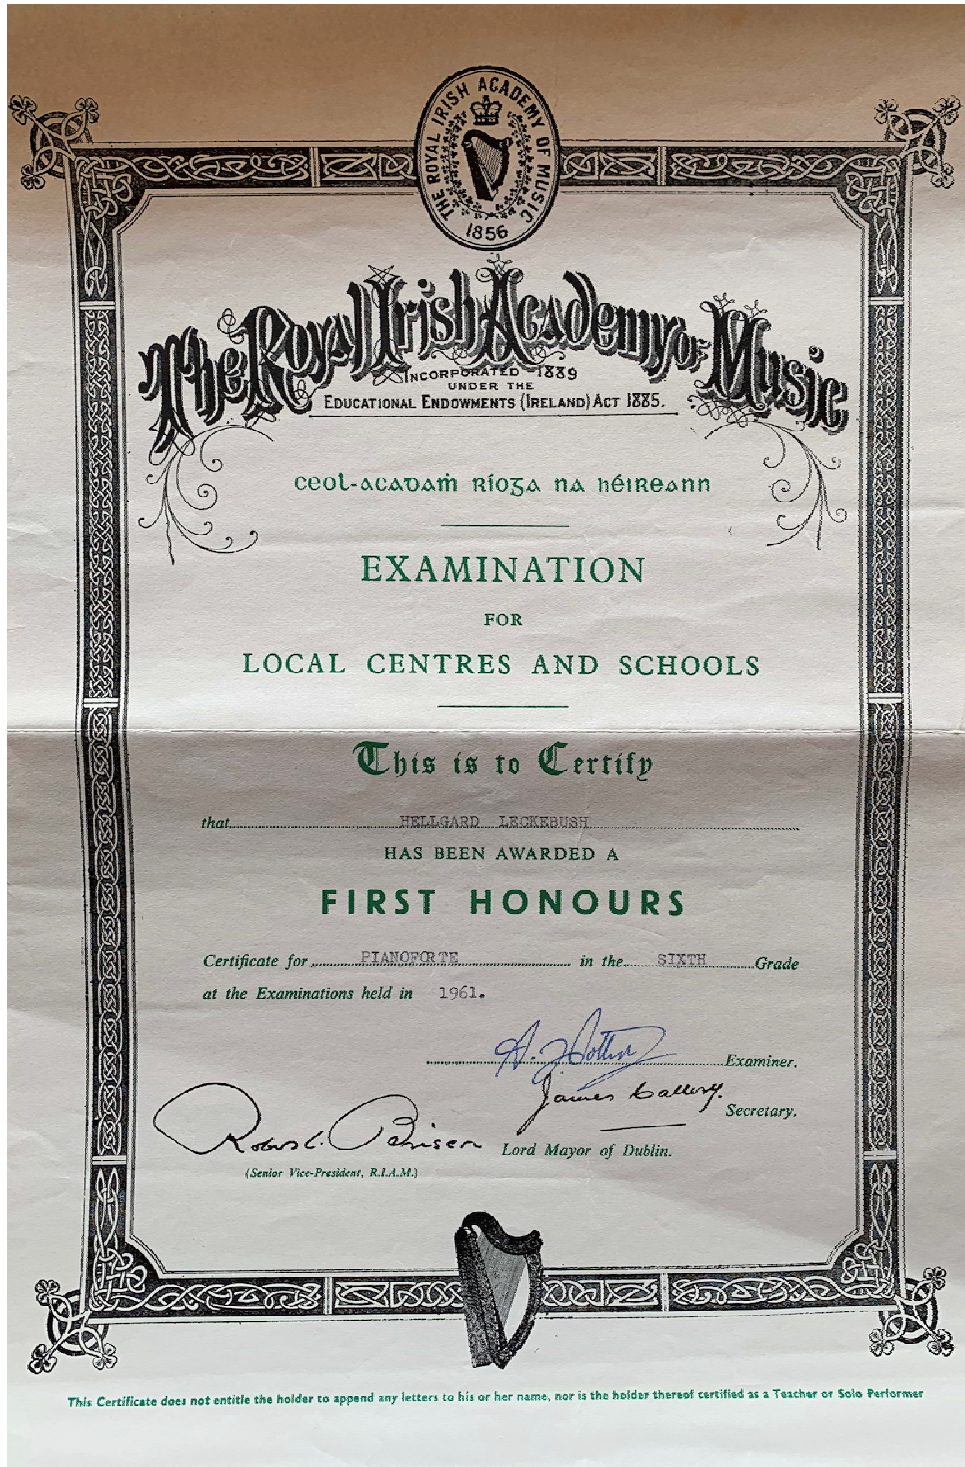 THE ROYAL IRISH ACADEMY OF MUSIC
1856
The Royal Irish Academy of Music
INCORPORATED 1889
UNDER THE
EDUCATIONAL ENDOWMENTS (IRELAND) ACT 1885.
Ceol-Acadaṁ Ríoġa na hÉireann
EXAMINATION
FOR
LOCAL CENTRES AND SCHOOLS
This is to Certify
that HELLGARD LECKEBUSH
HAS BEEN AWARDED A
FIRST HONOURS
Certificate for PIANOFORTE in the SIXTH Grade
at the Examinations held in 1961.
Examiner.
James
Secretary.
Lord Mayor of Dublin.
(Senior Vice-President, R.I.A.M.)
This Certificate does not entitle the holder to append any letters to his or her name, nor is the holder thereof certified as a Teacher or Solo Performer